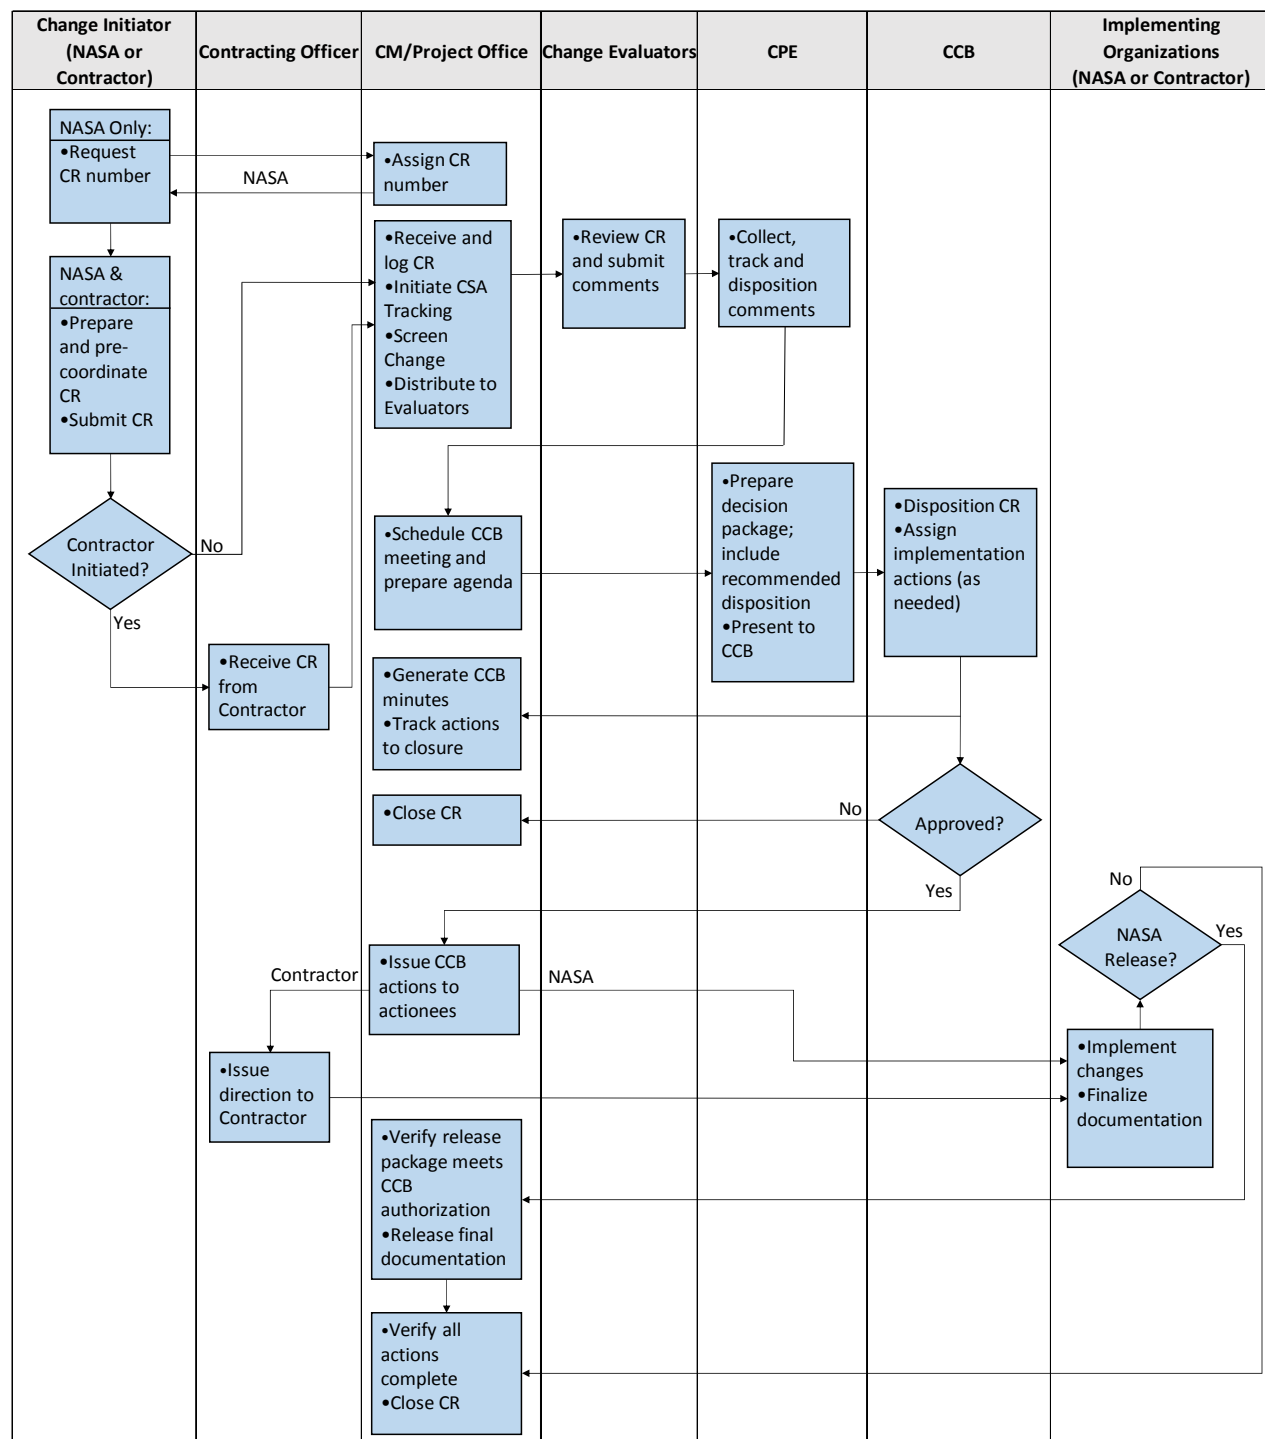 Change Initiator
(NASA or
Contractor)
Contracting Officer
CM/Project Office
Change Evaluators
CPE
CCB
Implementing
Organizations
(NASA or Contractor)
NASA Only:
•Request
CR number
NASA
•Assign CR
number
NASA &
contractor:
•Prepare
and pre-
coordinate
CR
•Submit CR
•Receive and
log CR
•Initiate CSA
Tracking
•Screen
Change
•Distribute to
Evaluators
•Review CR
and submit
comments
•Collect,
track and
disposition
comments
Contractor
Initiated?
No
Yes
•Receive CR
from
Contractor
•Schedule CCB
meeting and
prepare agenda
•Prepare
decision
package;
include
recommended
disposition
•Present to
CCB
•Disposition CR
•Assign
implementation
actions (as
needed)
•Generate CCB
minutes
•Track actions
to closure
•Close CR
No
Approved?
Yes
No
NASA
Release?
Yes
Contractor
•Issue CCB
actions to
actionees
NASA
•Issue
direction to
Contractor
•Implement
changes
•Finalize
documentation
•Verify release
package meets
CCB
authorization
•Release final
documentation
•Verify all
actions
complete
•Close CR